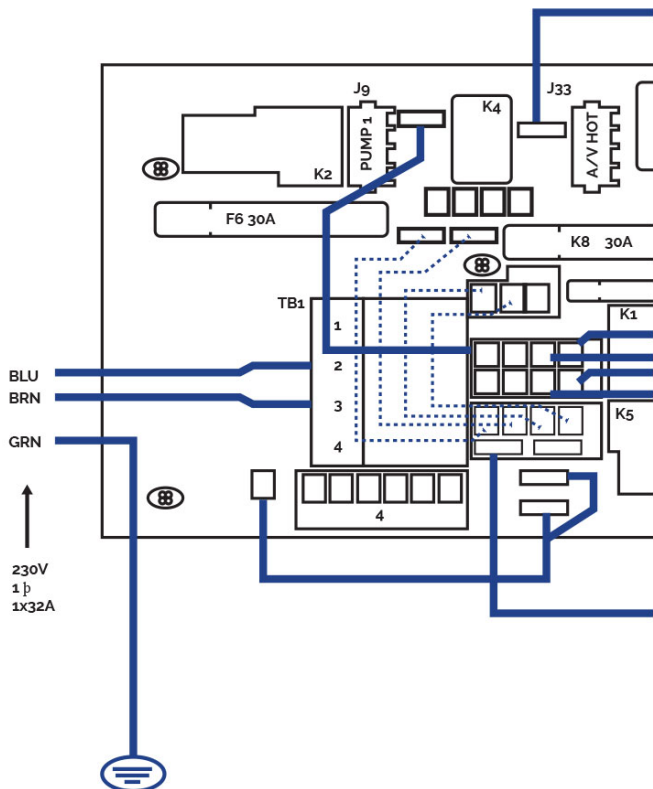 J9
J33
K4
PUMP 1
A/V HOT
K2
F6 30A
K8 30A
TB1
K1
1
2
3
4
BLU
BRN
GRN
K5
4
230V
1 þ
1x32A